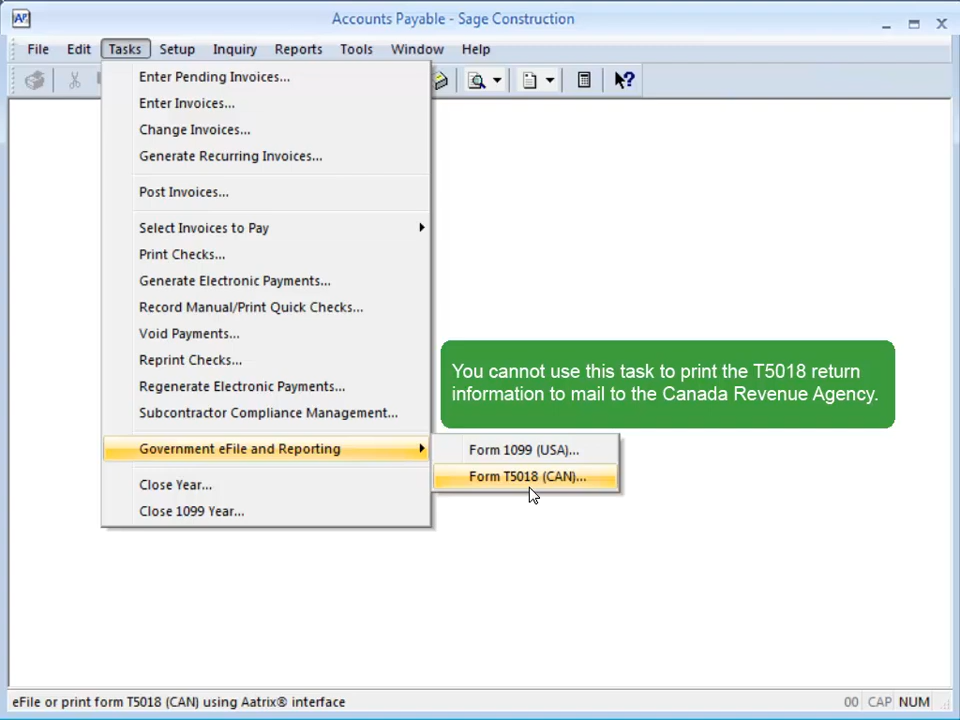 Accounts Payable - Sage Construction
File Edit Tasks Setup Inquiry Reports Tools Window Help
Enter Pending Invoices...
Enter Invoices...
Change Invoices...
Generate Recurring Invoices...
Post Invoices...
Select Invoices to Pay
Print Checks...
Generate Electronic Payments...
Record Manual/Print Quick Checks...
Void Payments...
Reprint Checks...
Regenerate Electronic Payments...
Subcontractor Compliance Management...
Government eFile and Reporting
Close Year...
Close 1099 Year...
You cannot use this task to print the T5018 return
information to mail to the Canada Revenue Agency.
Form 1099 (USA)...
Form T5018 (CAN)...
eFile or print form T5018 (CAN) using Aatrix® interface
00 CAP NUM